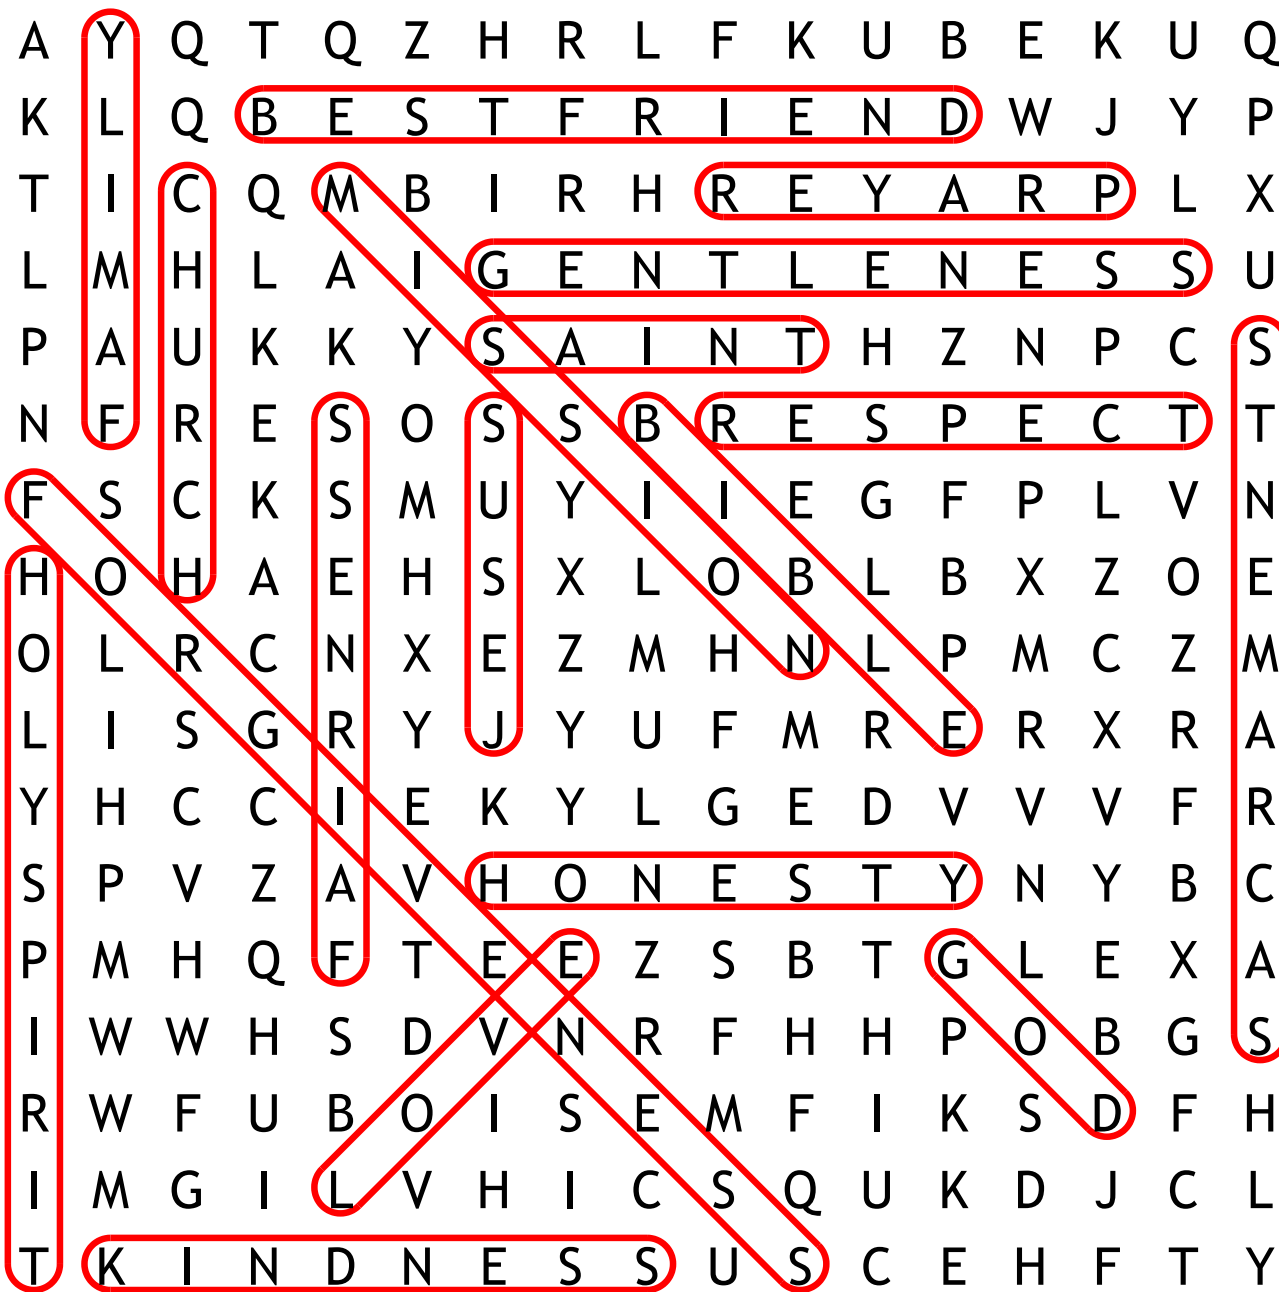 A Y Q T Q Z H R L F K U B E K U Q
K L Q B E S T F R I E N D W J Y P
T I C Q M B I R H R E Y A R P L X
L M H L A I G E N T L E N E S S U
P A U K K Y S A I N T H Z N P C S
N F R E S O S S B R E S P E C T T
F S C K S M U Y I I E G F P L V N
H O H A E H S X L O B L B X Z O E
O L R C N X E Z M H N L P M C Z M
L I S G R Y J Y U F M R E R X R A
Y H C C I E K Y L G E D V V V F R
S P V Z A V H O N E S T Y N Y B C
P M H Q F T E E Z S B T G L E X A
I W W H S D V N R F H H P O B G S
R W F U B O I S E M F I K S D F H
I M G I L V H I C S Q U K D J C L
T K I N D N E S S U S C E H F T Y